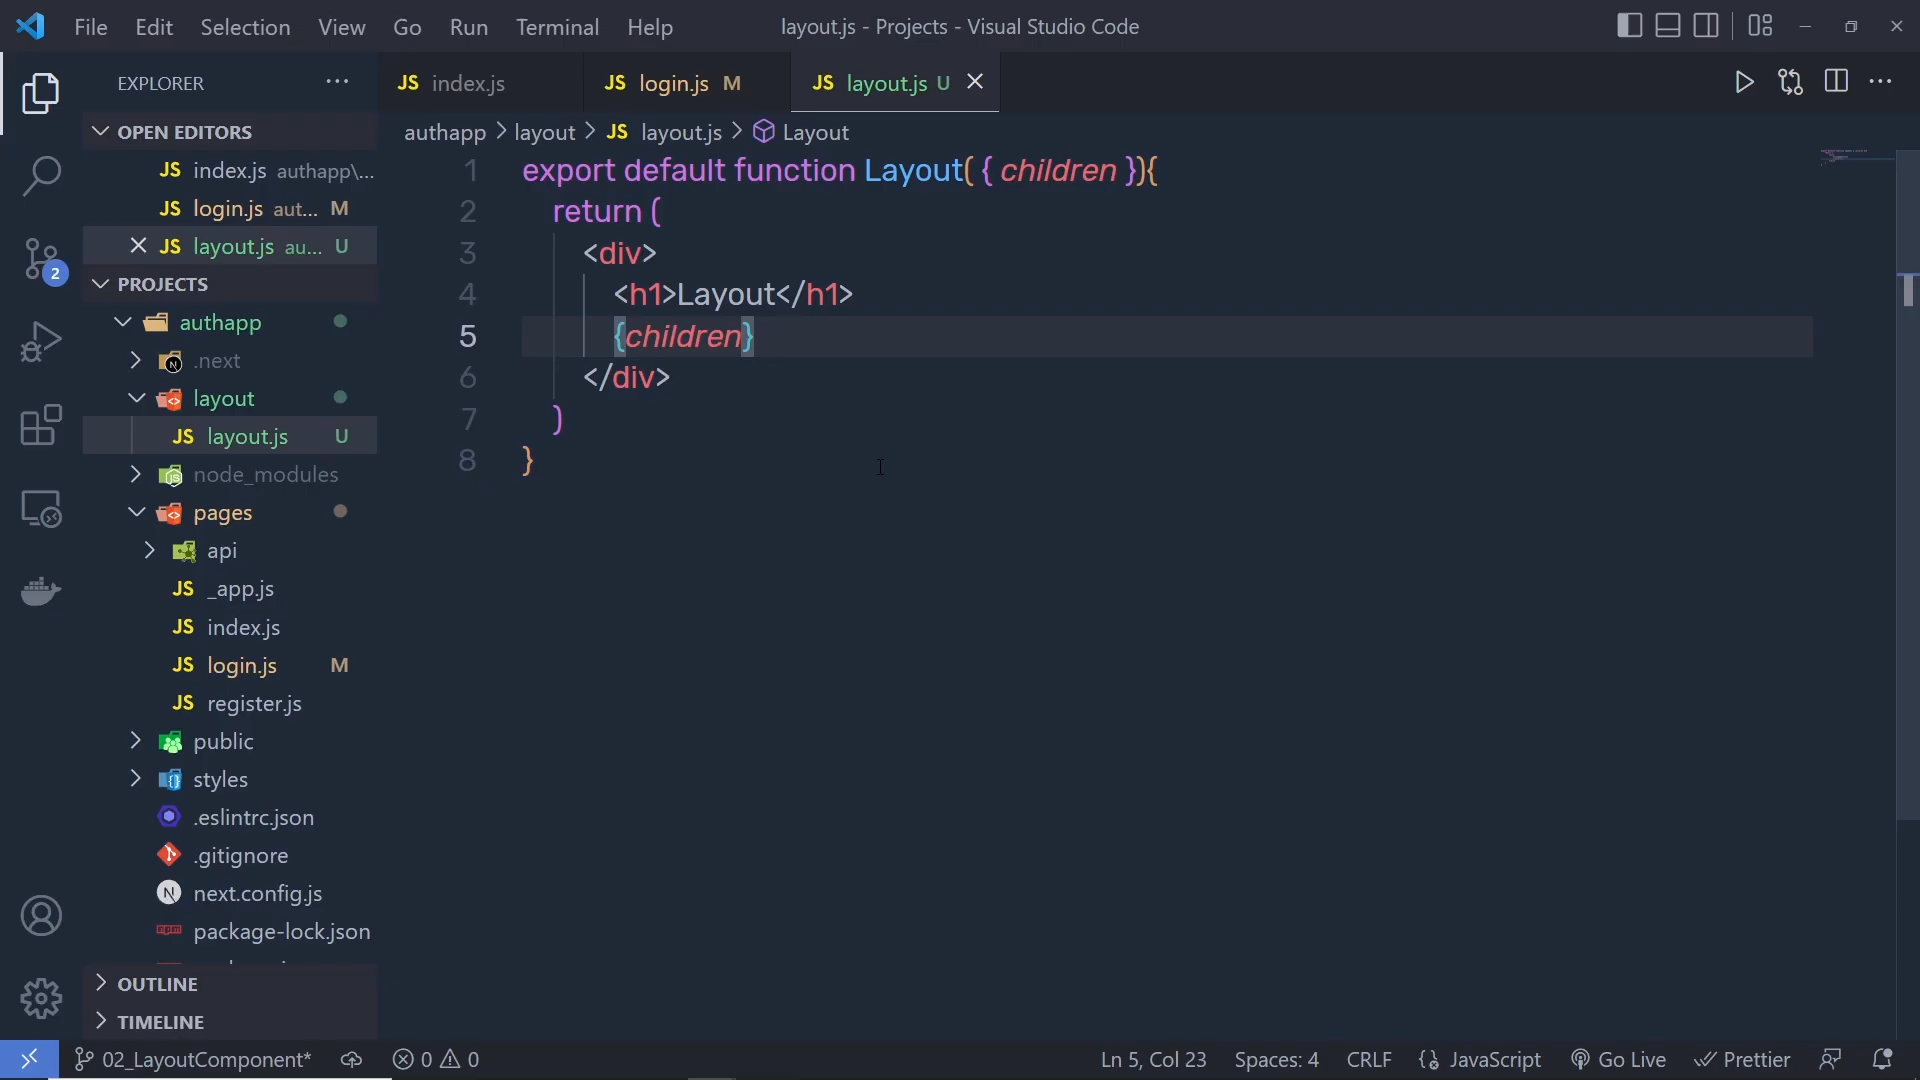 File Edit Selection View Go Run Terminal Help layout.js - Projects - Visual Studio Code
EXPLORER
JS index.js JS login.js M JS layout.js U
OPEN EDITORS
JS index.js authapp\...
JS login.js aut... M
JS layout.js au... U
PROJECTS
authapp
.next
layout
JS layout.js U
node_modules
pages
api
JS _app.js
JS index.js
JS login.js M
JS register.js
public
styles
.eslintrc.json
.gitignore
N next.config.js
package-lock.json
OUTLINE
TIMELINE
authapp > layout > JS layout.js > Layout
1 export default function Layout( { children }){
2 return (
3 <div>
4 <h1>Layout</h1>
5 {children}
6 </div>
7 )
8 }
2
02_LayoutComponent* 0 0 Ln 5, Col 23 Spaces: 4 CRLF JavaScript Go Live Prettier